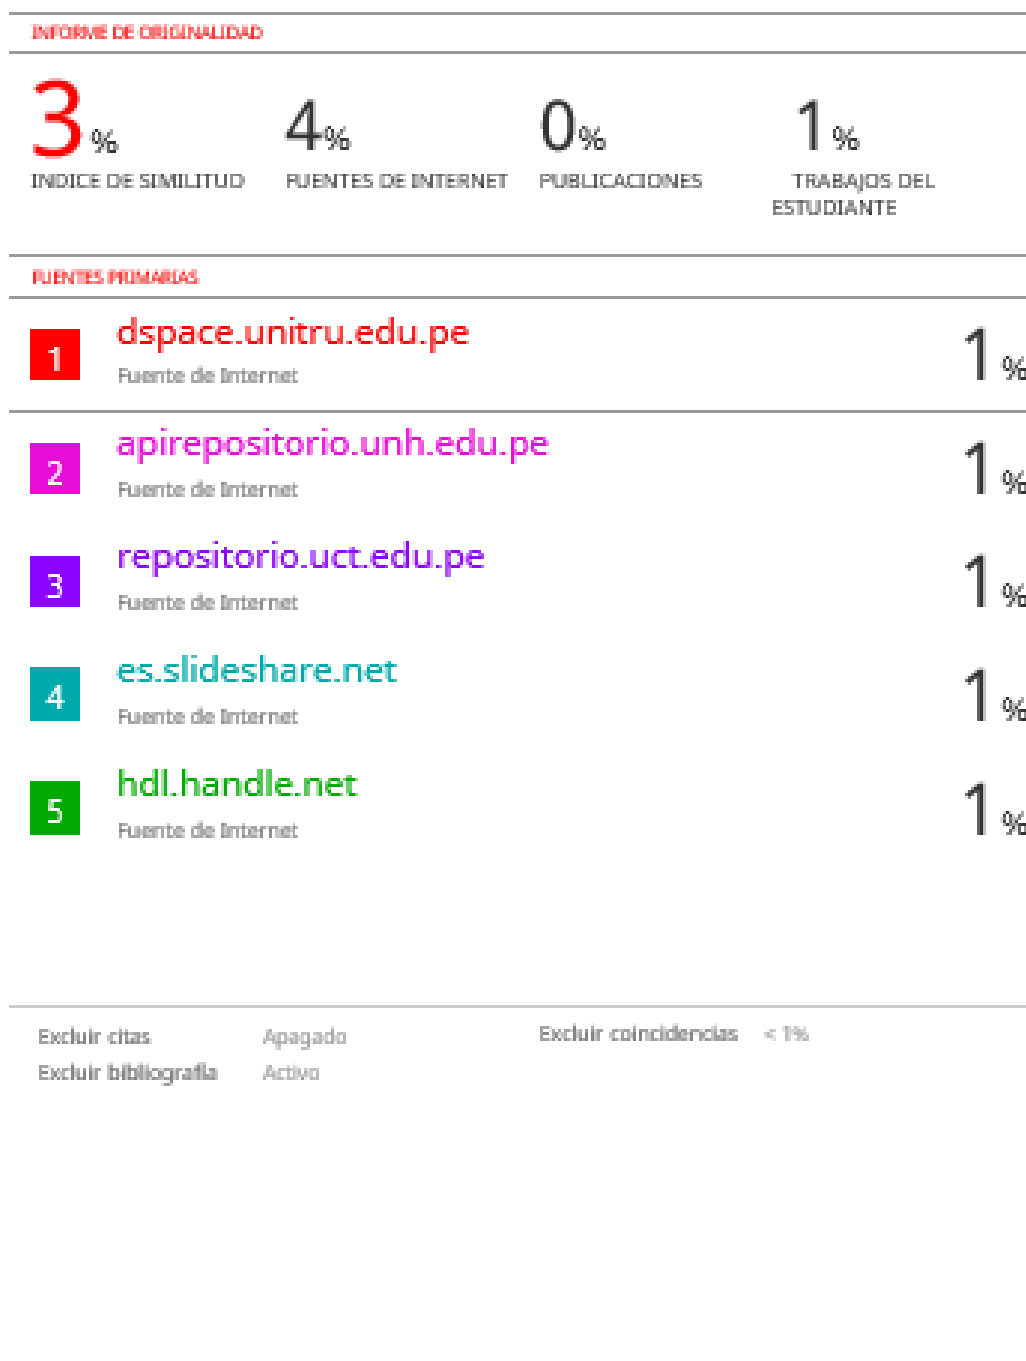 INFORME DE ORIGINALIDAD
3% 4% 0% 1%
INDICE DE SIMILITUD FUENTES DE INTERNET PUBLICACIONES TRABAJOS DEL
ESTUDIANTE
FUENTES PRIMARIAS
1 dspace.unitru.edu.pe 1%
Fuente de Internet
2 apirepositorio.unh.edu.pe 1%
Fuente de Internet
3 repositorio.uct.edu.pe 1%
Fuente de Internet
4 es.slideshare.net 1%
Fuente de Internet
5 hdl.handle.net 1%
Fuente de Internet
Excluir citas Apagado Excluir coincidencias < 1%
Excluir bibliografía Activo